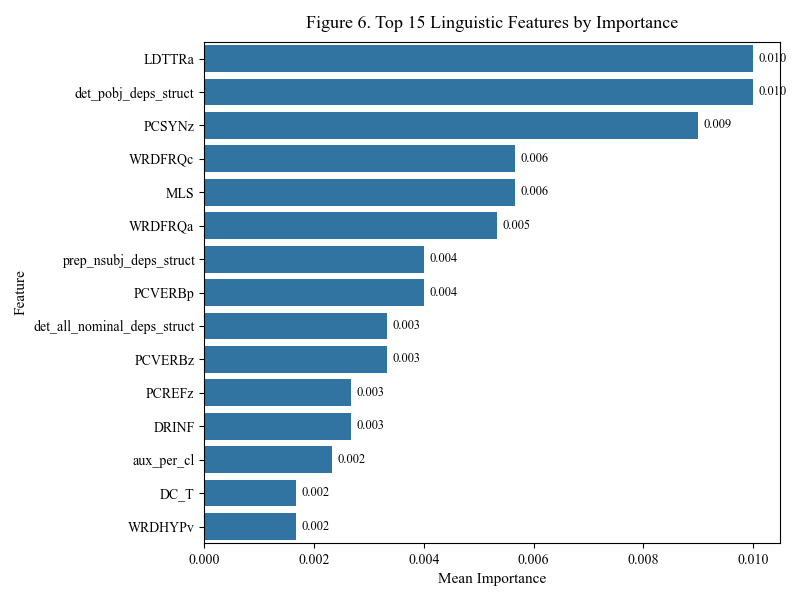 Figure 6. Top 15 Linguistic Features by Importance
LDTTRa 0.010
det_pobj_deps_struct 0.010
PCSYNz 0.009
WRDFRQc 0.006
MLS 0.006
WRDFRQa 0.005
prep_nsubj_deps_struct 0.004
PCVERBp 0.004
det_all_nominal_deps_struct 0.003
PCVERBz 0.003
PCREFz 0.003
DRINF 0.003
aux_per_cl 0.002
DC_T 0.002
WRDHYPv 0.002
Feature
0.000 0.002 0.004 0.006 0.008 0.010
Mean Importance